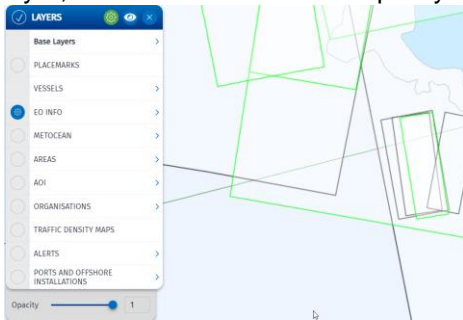 LAYERS
Base Layers
PLACEMARKS
VESSELS
EO INFO
METOCEAN
AREAS
AOI
ORGANISATIONS
TRAFFIC DENSITY MAPS
ALERTS
PORTS AND OFFSHORE
INSTALLATIONS
Opacity 1